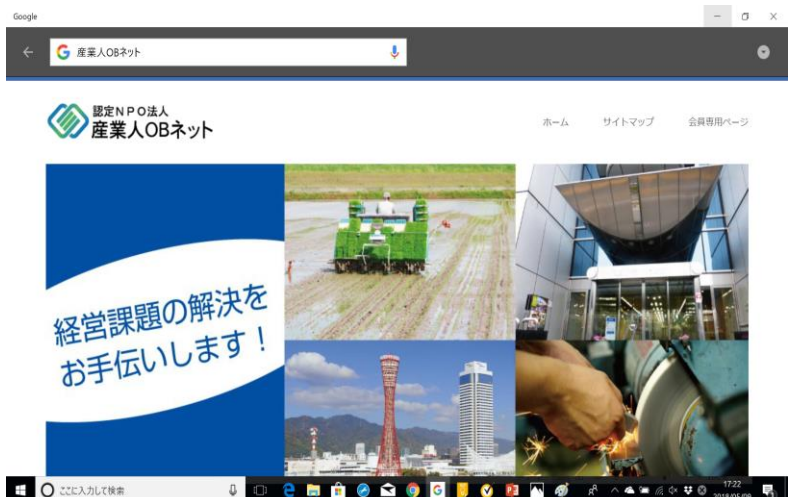 Google
産業人OBネット
認定NPO法人
産業人OBネット
ホーム サイトマップ 会員専用ページ
経営課題の解決を
お手伝いします!
ここに入力して検索
17:22